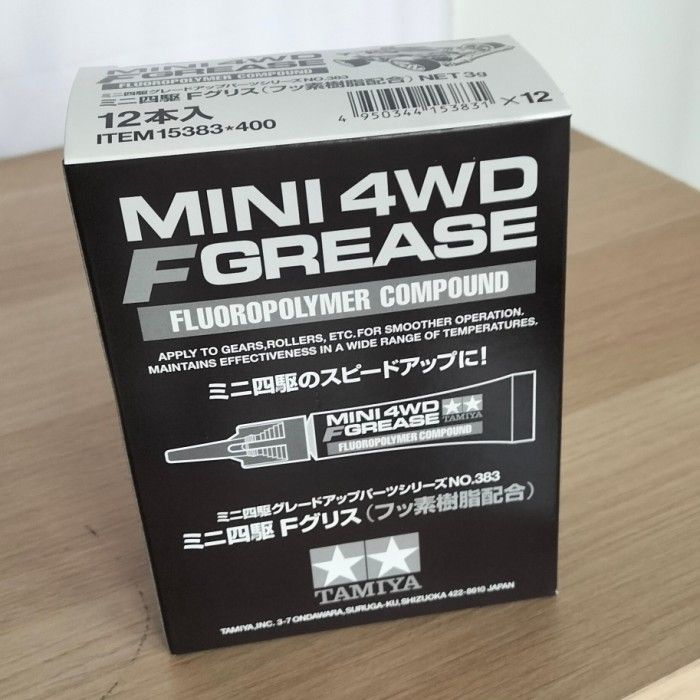 MINI 4WD
F GREASE
FLUOROPOLYMER COMPOUND
ミニ四駆グレードアップパーツシリーズNO.383
ミニ四駆 Fグリス(フッ素樹脂配合) NET 3g
12本入
ITEM 15383*400
4 950344 153831
×12
MINI 4WD
F GREASE
FLUOROPOLYMER COMPOUND
APPLY TO GEARS,ROLLERS, ETC.FOR SMOOTHER OPERATION.
MAINTAINS EFFECTIVENESS IN A WIDE RANGE OF TEMPERATURES.
ミニ四駆のスピードアップに!
MINI 4WD
F GREASE
TAMIYA
FLUOROPOLYMER COMPOUND
ミニ四駆グレードアップパーツシリーズNO.383
ミニ四駆 Fグリス(フッ素樹脂配合)
TAMIYA
TAMIYA,INC. 3-7 ONDAWARA,SURUGA-KU,SHIZUOKA 422-8610 JAPAN